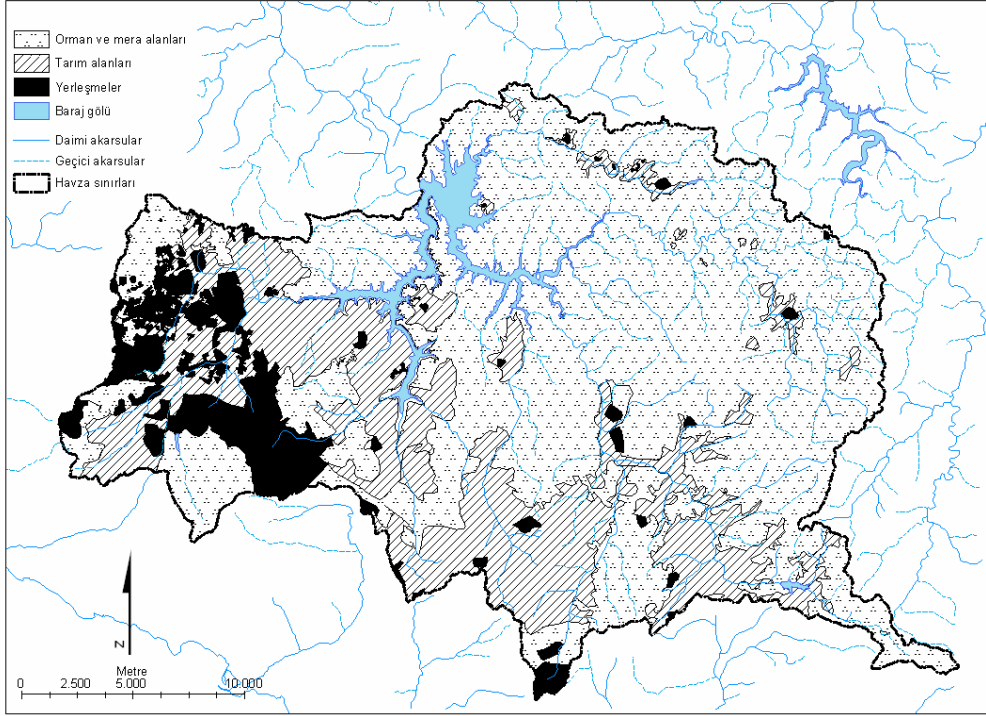 Orman ve mera alanları
Tarım alanları
Yerleşmeler
Baraj gölü
Daimi akarsular
Geçici akarsular
Havza sınırları
N
Metre
0 2.500 5.000 10.000